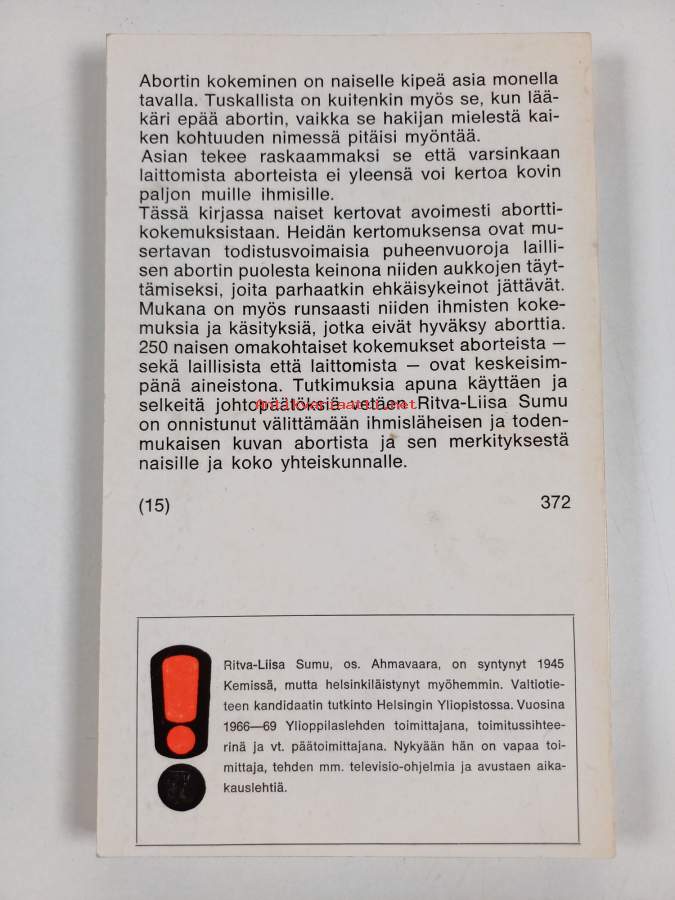 Abortin kokeminen on naiselle kipeä asia monella
tavalla. Tuskallista on kuitenkin myös se, kun lää-
käri epää abortin, vaikka se hakijan mielestä kai-
ken kohtuuden nimessä pitäisi myöntää.
Asian tekee raskaammaksi se että varsinkaan
laittomista aborteista ei yleensä voi kertoa kovin
paljon muille ihmisille.
Tässä kirjassa naiset kertovat avoimesti abortti-
kokemuksistaan. Heidän kertomuksensa ovat mu-
sertavan todistusvoimaisia puheenvuoroja lailli-
sen abortin puolesta keinona niiden aukkojen täyt-
tämiseksi, joita parhaatkin ehkäisykeinot jättävät.
Mukana on myös runsaasti niiden ihmisten koke-
muksia ja käsityksiä, jotka eivät hyväksy aborttia.
250 naisen omakohtaiset kokemukset aborteista —
sekä laillisista että laittomista — ovat keskeisim-
pänä aineistona. Tutkimuksia apuna käyttäen ja
selkeitä johtopäätöksiä vetäen Ritva-Liisa Sumu
Antikvariaatti.net
on onnistunut välittämään ihmisläheisen ja toden-
mukaisen kuvan abortista ja sen merkityksestä
naisille ja koko yhteiskunnalle.
(15) 372
Ritva-Liisa Sumu, os. Ahmavaara, on syntynyt 1945
Kemissä, mutta helsinkiläistynyt myöhemmin. Valtiotie-
teen kandidaatin tutkinto Helsingin Yliopistossa. Vuosina
1966—69 Ylioppilaslehden toimittajana, toimitussihtee-
rinä ja vt. päätoimittajana. Nykyään hän on vapaa toi-
mittaja, tehden mm. televisio-ohjelmia ja avustaen aika-
kauslehtiä.